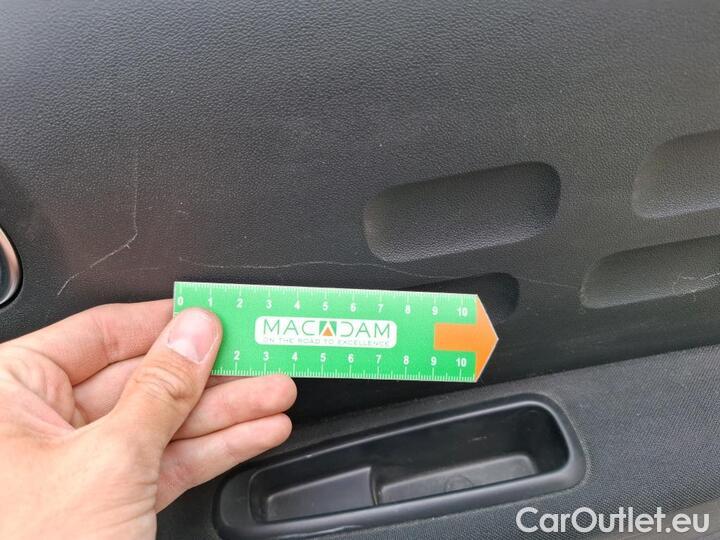 0 1 2 3 4 5 6 7 8 9 10
MACADAM
ON THE ROAD TO EXCELLENCE
2 3 4 5 6 7 8 9 10
CarOutlet.eu